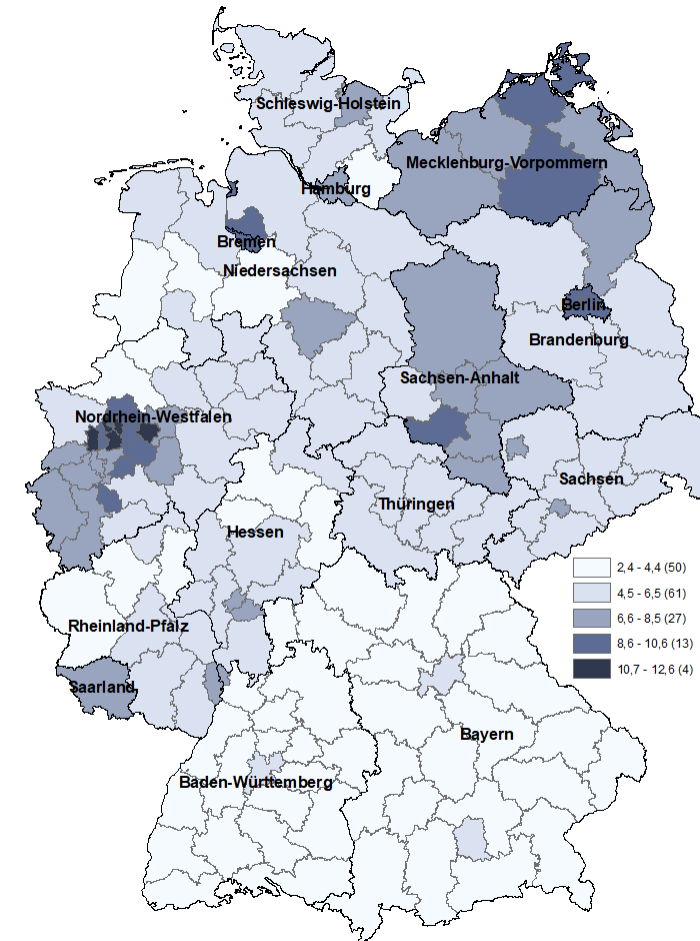 Schleswig-Holstein
Mecklenburg-Vorpommern
Hamburg
Bremen
Niedersachsen
Berlin
Brandenburg
Sachsen-Anhalt
Nordrhein-Westfalen
Sachsen
Thüringen
Hessen
2,4 - 4,4 (50)
4,5 - 6,5 (61)
6,6 - 8,5 (27)
8,6 - 10,6 (13)
10,7 - 12,6 (4)
Rheinland-Pfalz
Saarland
Bayern
Baden-Württemberg